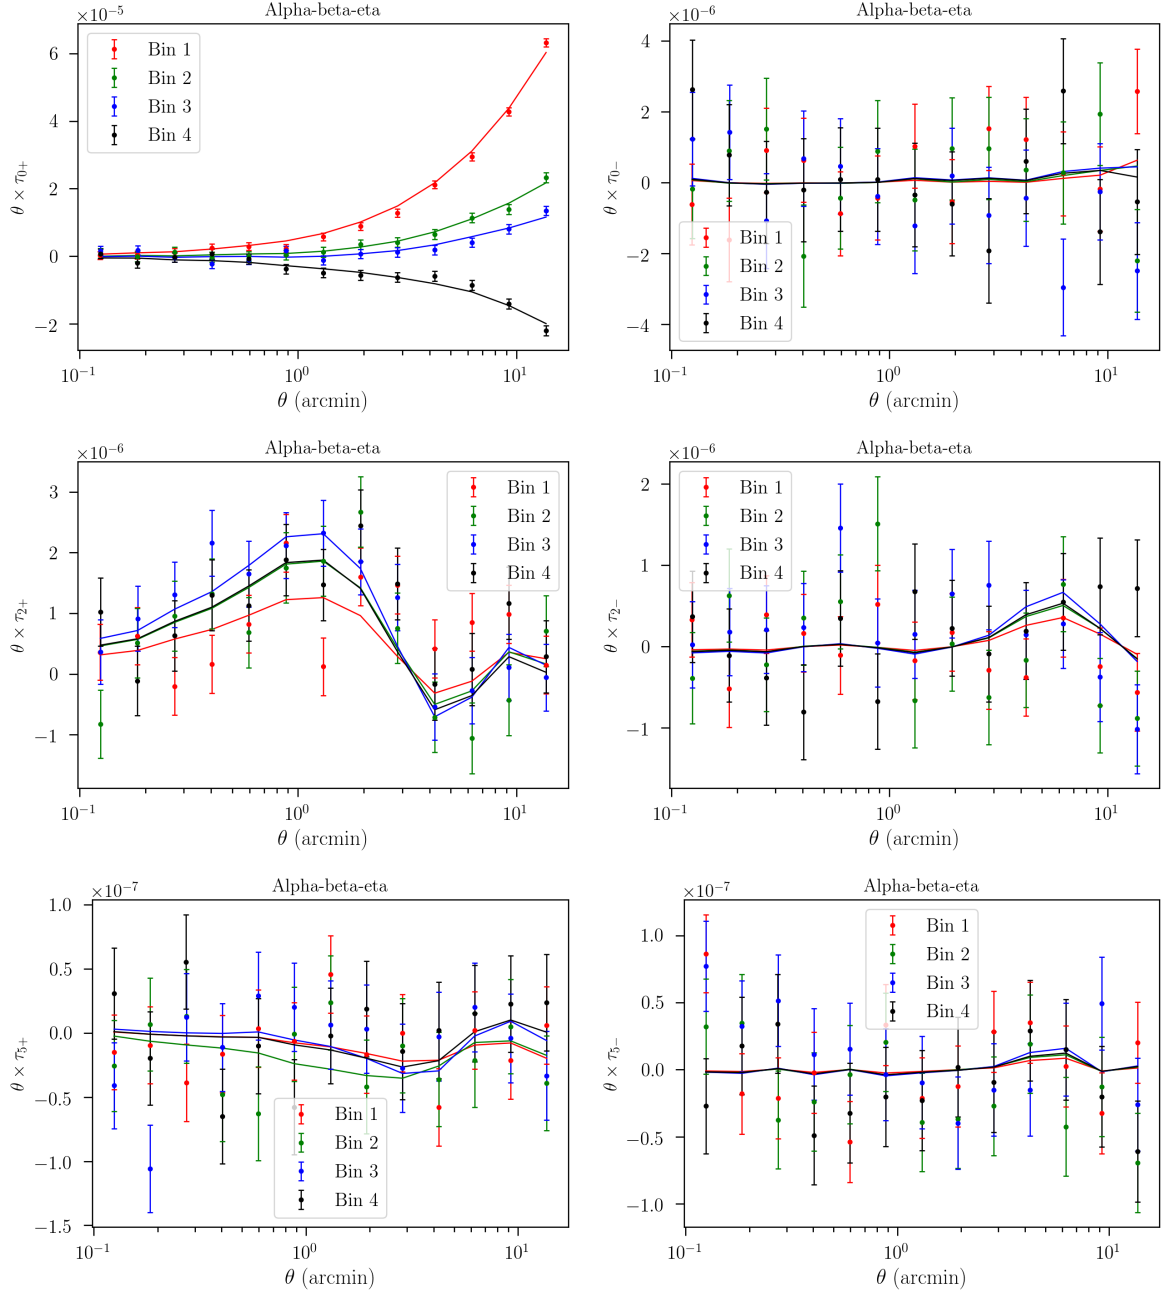 Alpha-beta-eta
×10⁻⁵
6
4
2
0
−2
θ × τ₀₊
Bin 1
Bin 2
Bin 3
Bin 4
10⁻¹
10⁰
10¹
θ (arcmin)
Alpha-beta-eta
×10⁻⁶
4
2
0
−2
−4
θ × τ₀₋
Bin 1
Bin 2
Bin 3
Bin 4
10⁻¹
10⁰
10¹
θ (arcmin)
Alpha-beta-eta
×10⁻⁶
3
2
1
0
−1
θ × τ₂₊
Bin 1
Bin 2
Bin 3
Bin 4
10⁻¹
10⁰
10¹
θ (arcmin)
Alpha-beta-eta
×10⁻⁶
2
1
0
−1
θ × τ₂₋
Bin 1
Bin 2
Bin 3
Bin 4
10⁻¹
10⁰
10¹
θ (arcmin)
Alpha-beta-eta
×10⁻⁷
1.0
0.5
0.0
−0.5
−1.0
−1.5
θ × τ₅₊
Bin 1
Bin 2
Bin 3
Bin 4
10⁻¹
10⁰
10¹
θ (arcmin)
Alpha-beta-eta
×10⁻⁷
1.0
0.5
0.0
−0.5
−1.0
θ × τ₅₋
Bin 1
Bin 2
Bin 3
Bin 4
10⁻¹
10⁰
10¹
θ (arcmin)